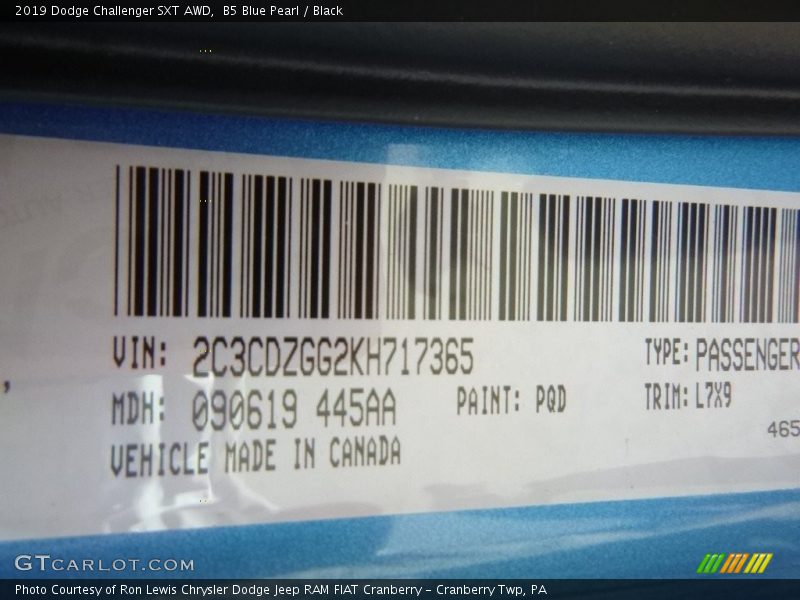 2019 Dodge Challenger SXT AWD, B5 Blue Pearl / Black
VIN: 2C3CDZGG2KH717365 TYPE: PASSENGER
MDH: 090619 445AA PAINT: PQD TRIM: L7X9
465
VEHICLE MADE IN CANADA
GTCARLOT.COM
Photo Courtesy of Ron Lewis Chrysler Dodge Jeep RAM FIAT Cranberry – Cranberry Twp, PA